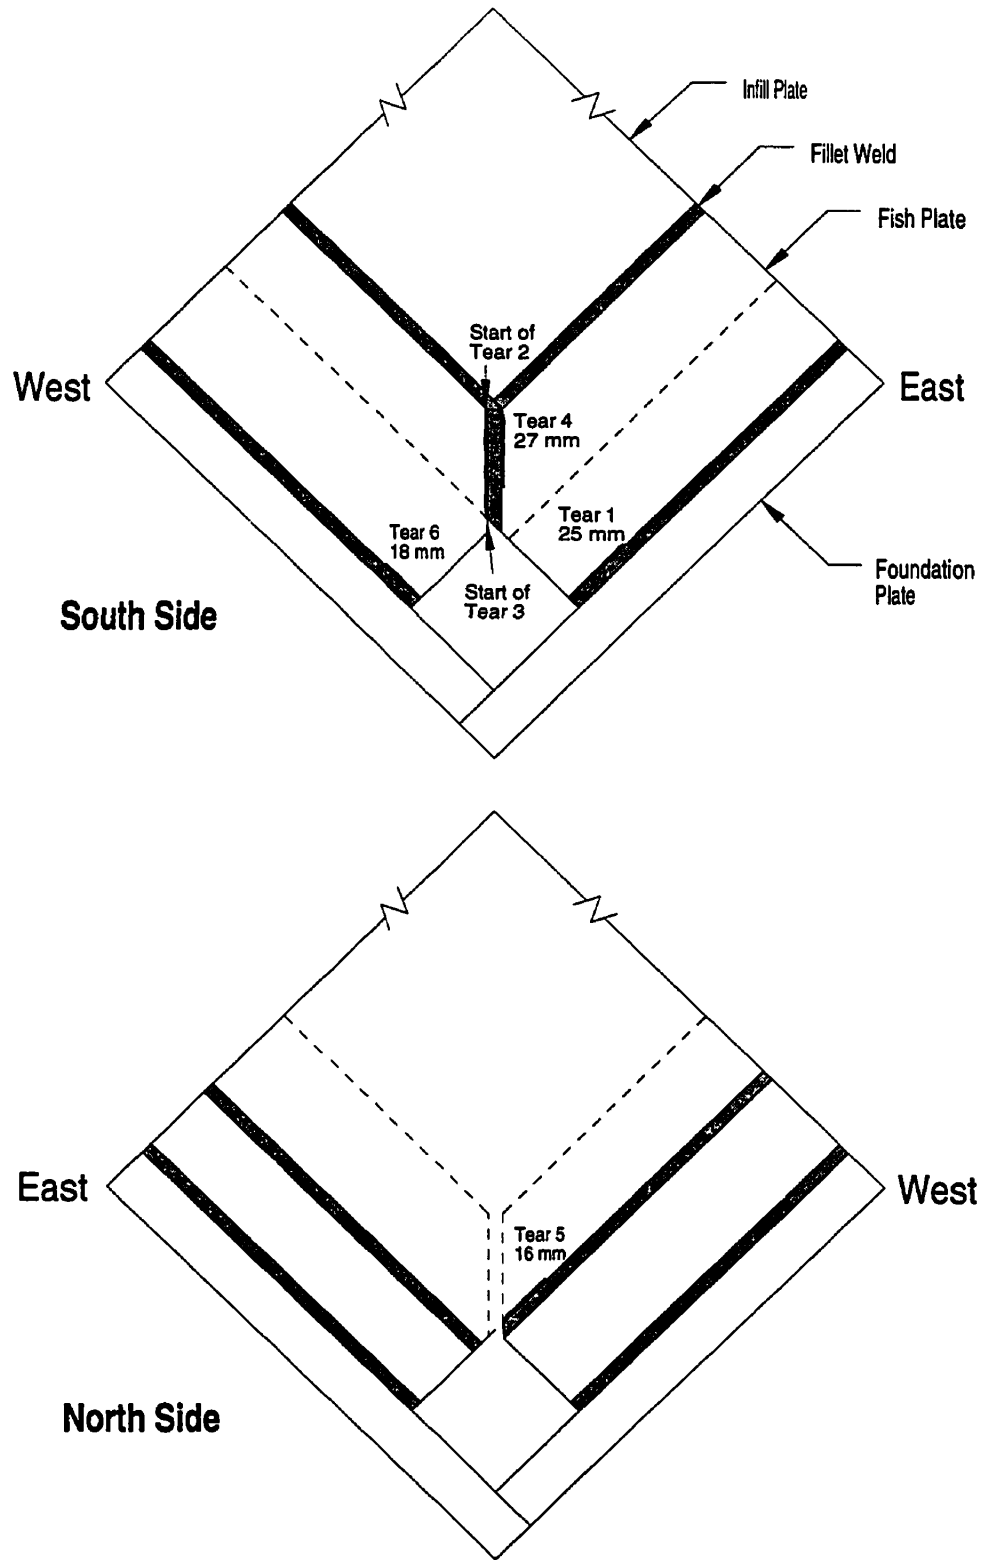 Infill Plate
Fillet Weld
Fish Plate
Start of
Tear 2
West
East
Tear 4
27 mm
Tear 6
18 mm
Tear 1
25 mm
Start of
Tear 3
Foundation
Plate
South Side
East
West
Tear 5
16 mm
North Side